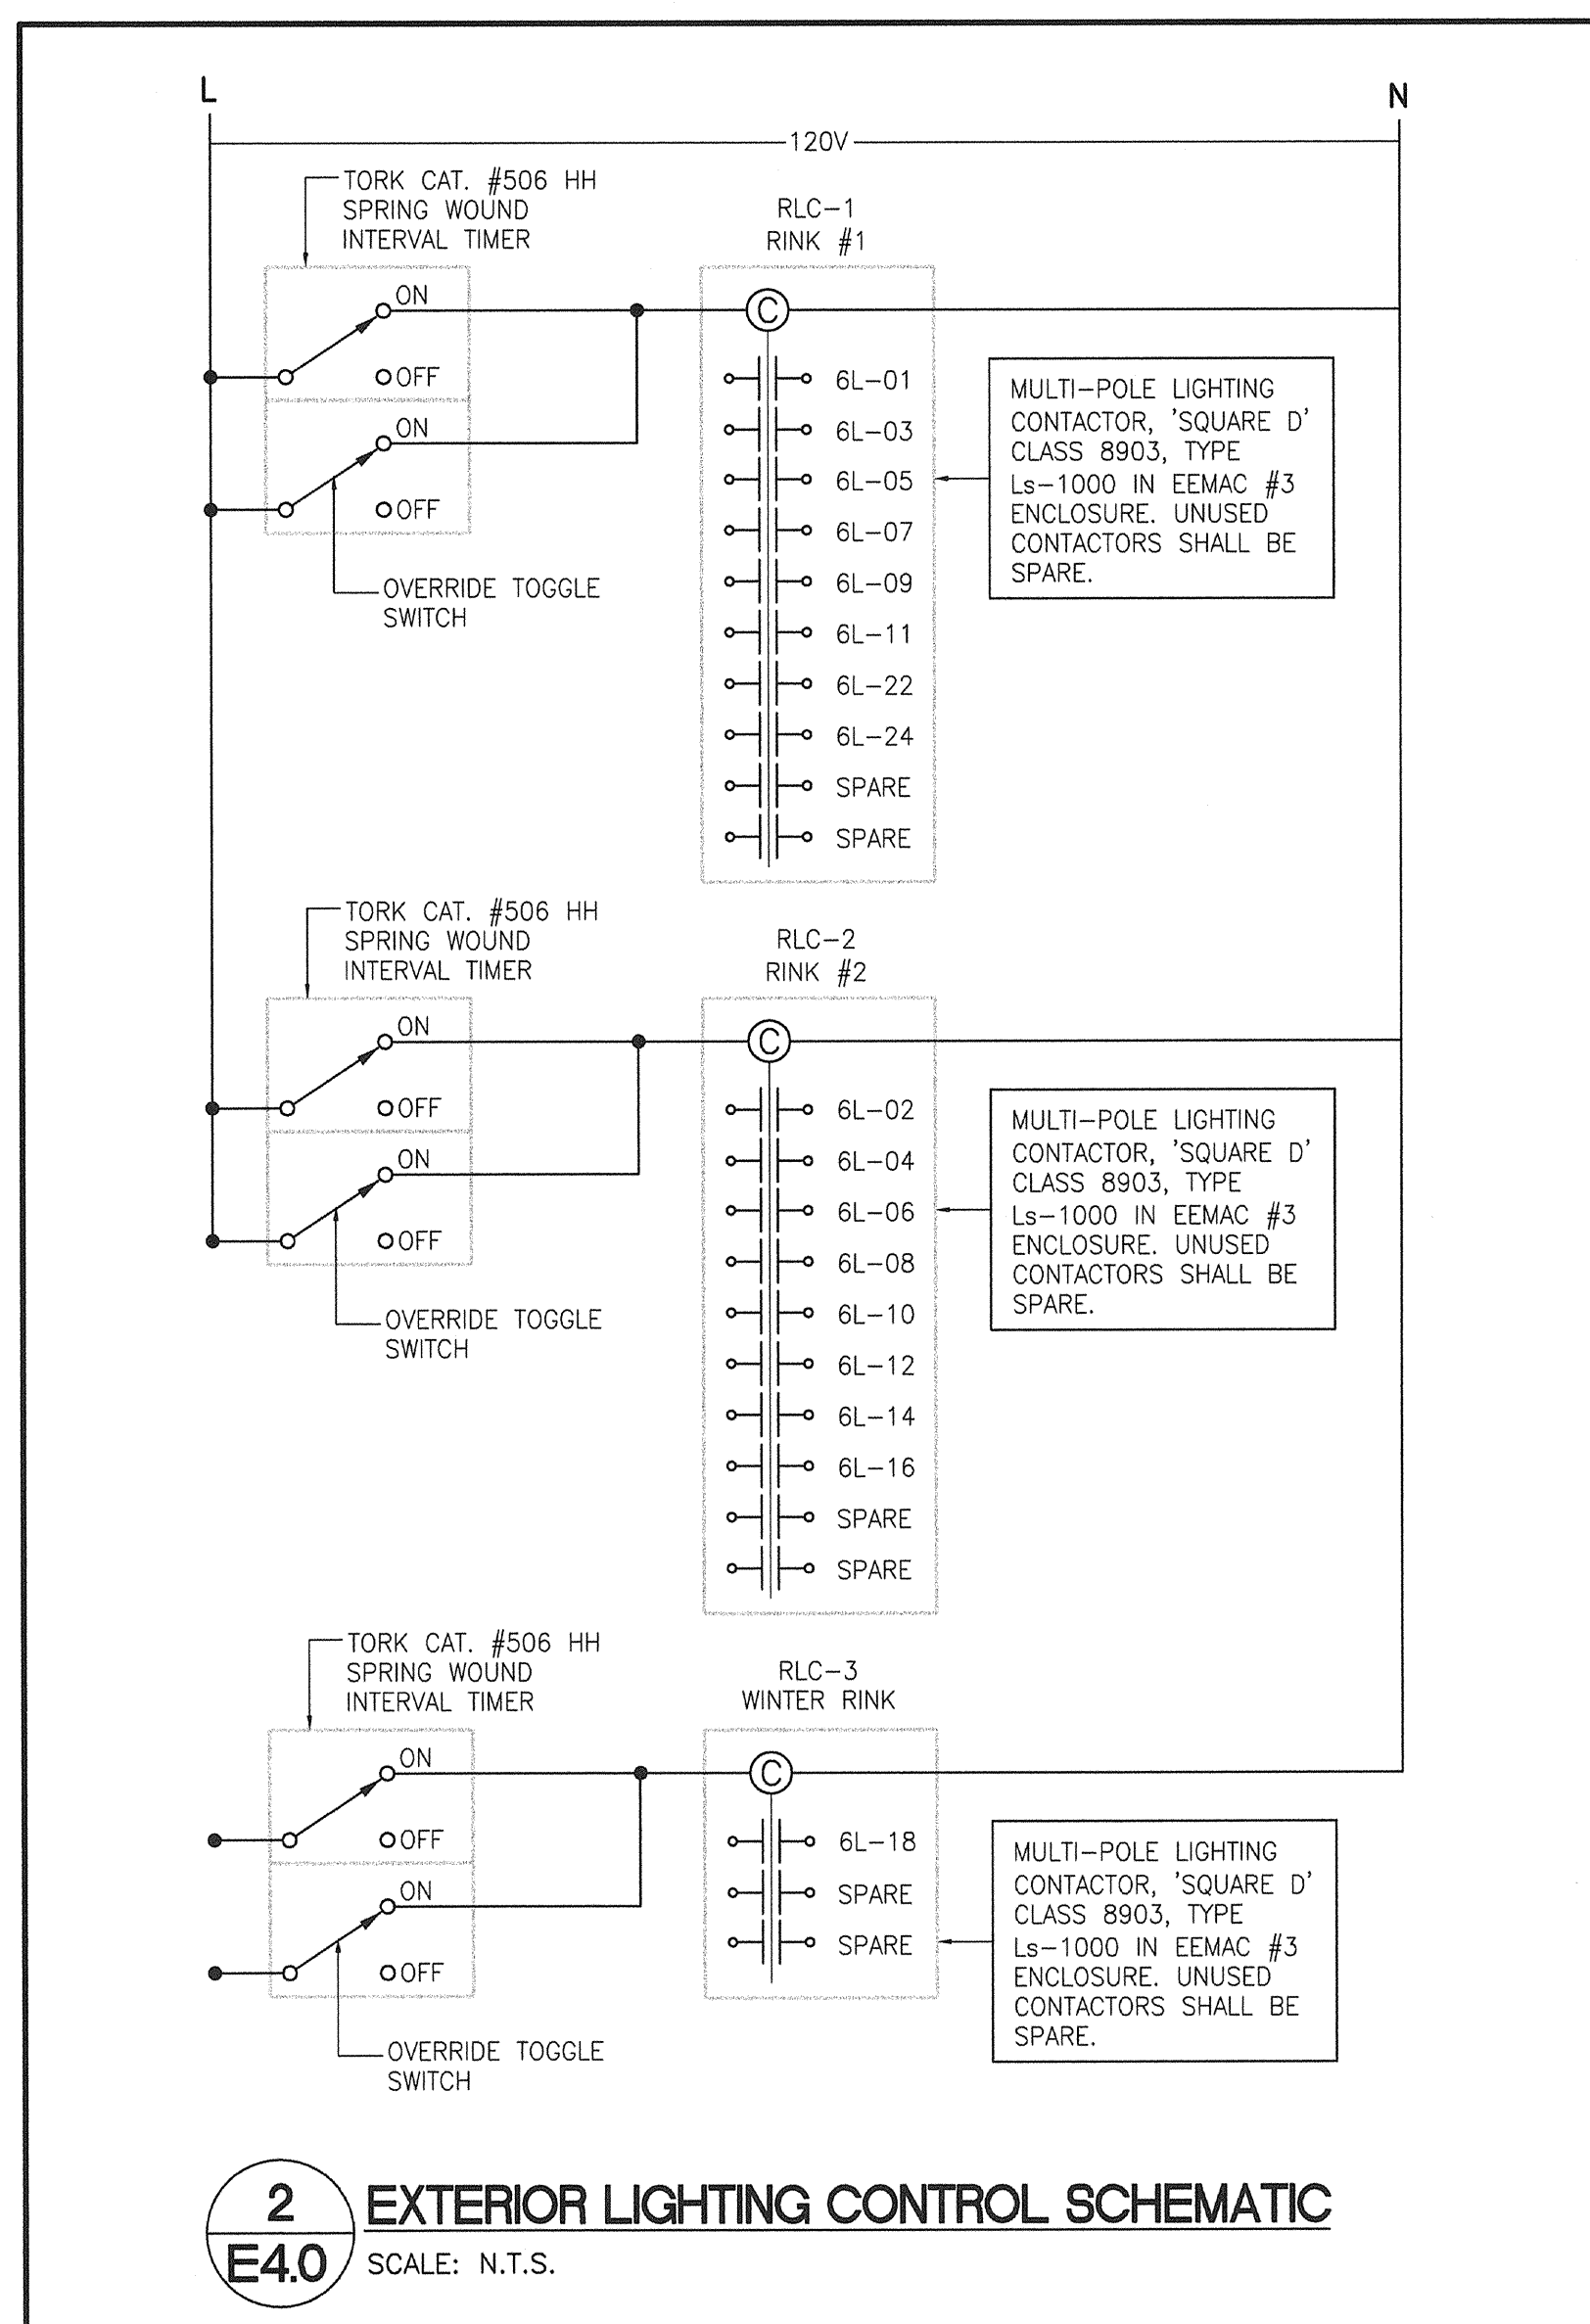 L
N
120V
TORK CAT. #506 HH
SPRING WOUND
INTERVAL TIMER
RLC-1
RINK #1
ON
C
OFF
ON
OFF
OVERRIDE TOGGLE
SWITCH
6L-01
6L-03
6L-05
6L-07
6L-09
6L-11
6L-22
6L-24
SPARE
SPARE
MULTI-POLE LIGHTING
CONTACTOR, 'SQUARE D'
CLASS 8903, TYPE
Ls-1000 IN EEMAC #3
ENCLOSURE. UNUSED
CONTACTORS SHALL BE
SPARE.
TORK CAT. #506 HH
SPRING WOUND
INTERVAL TIMER
RLC-2
RINK #2
ON
C
OFF
ON
OFF
OVERRIDE TOGGLE
SWITCH
6L-02
6L-04
6L-06
6L-08
6L-10
6L-12
6L-14
6L-16
SPARE
SPARE
MULTI-POLE LIGHTING
CONTACTOR, 'SQUARE D'
CLASS 8903, TYPE
Ls-1000 IN EEMAC #3
ENCLOSURE. UNUSED
CONTACTORS SHALL BE
SPARE.
TORK CAT. #506 HH
SPRING WOUND
INTERVAL TIMER
RLC-3
WINTER RINK
ON
C
OFF
ON
OFF
OVERRIDE TOGGLE
SWITCH
6L-18
SPARE
SPARE
MULTI-POLE LIGHTING
CONTACTOR, 'SQUARE D'
CLASS 8903, TYPE
Ls-1000 IN EEMAC #3
ENCLOSURE. UNUSED
CONTACTORS SHALL BE
SPARE.
2
E4.0
EXTERIOR LIGHTING CONTROL SCHEMATIC
SCALE: N.T.S.